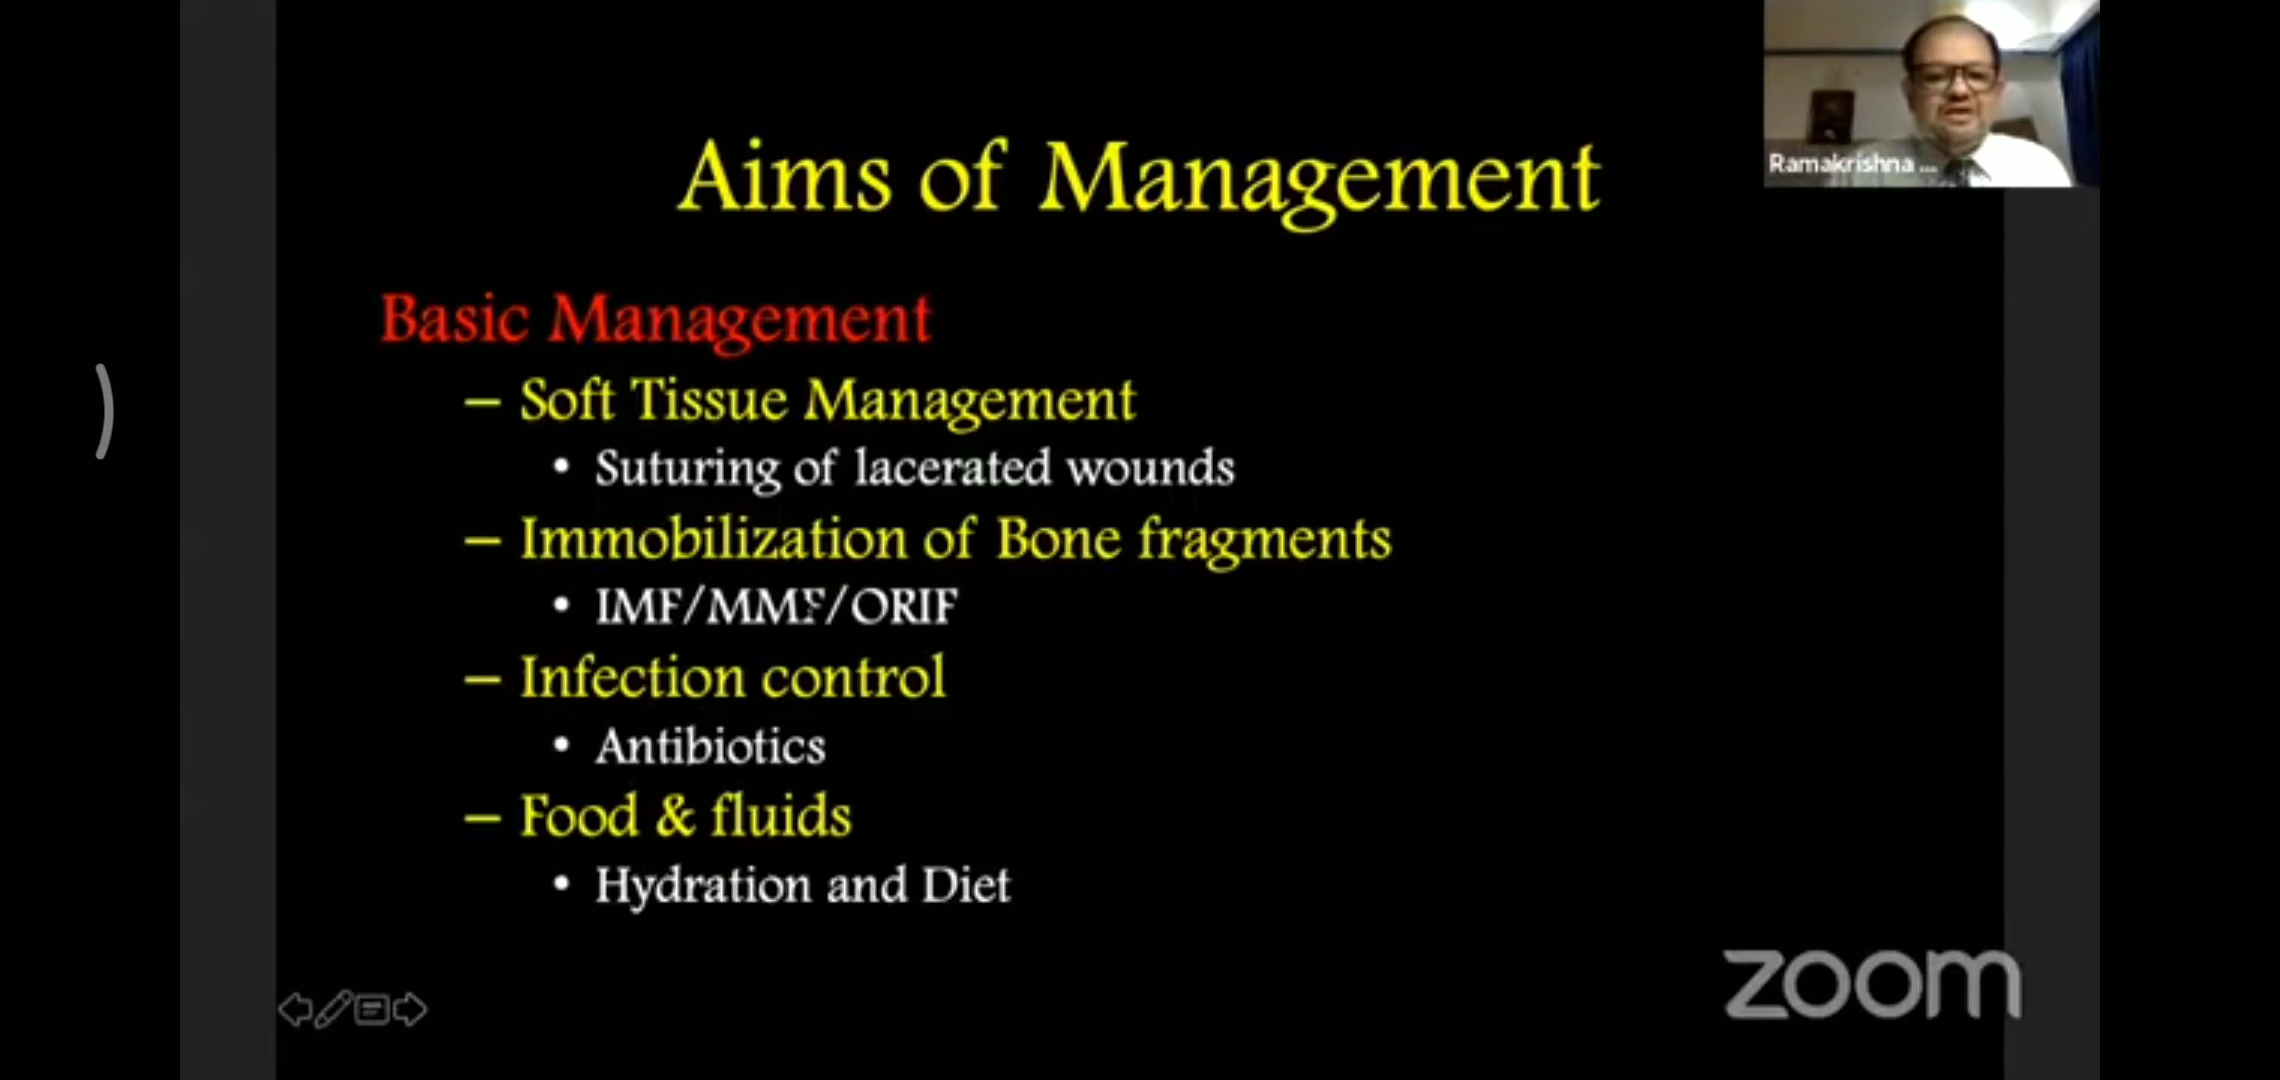 Aims of Management
Ramakrishna ...
Basic Management
– Soft Tissue Management
• Suturing of lacerated wounds
– Immobilization of Bone fragments
• IMF/MMF/ORIF
– Infection control
• Antibiotics
– Food & fluids
• Hydration and Diet
zoom